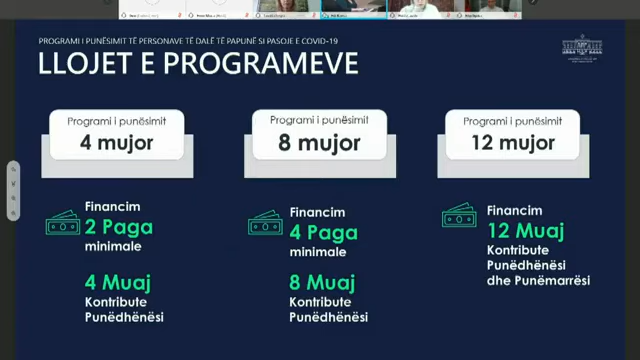 PROGRAMI I PUNËSIMIT TË PERSONAVE TË DALË TË PAPUNË SI PASOJE E COVID-19
LLOJET E PROGRAMEVE
Programi i punësimit
4 mujor
Financim
2 Paga
minimale
4 Muaj
Kontribute
Punëdhënësi
Programi i punësimit
8 mujor
Financim
4 Paga
minimale
8 Muaj
Kontribute
Punëdhënësi
Programi i punësimit
12 mujor
Financim
12 Muaj
Kontribute
Punëdhënësi
dhe Punëmarrësi